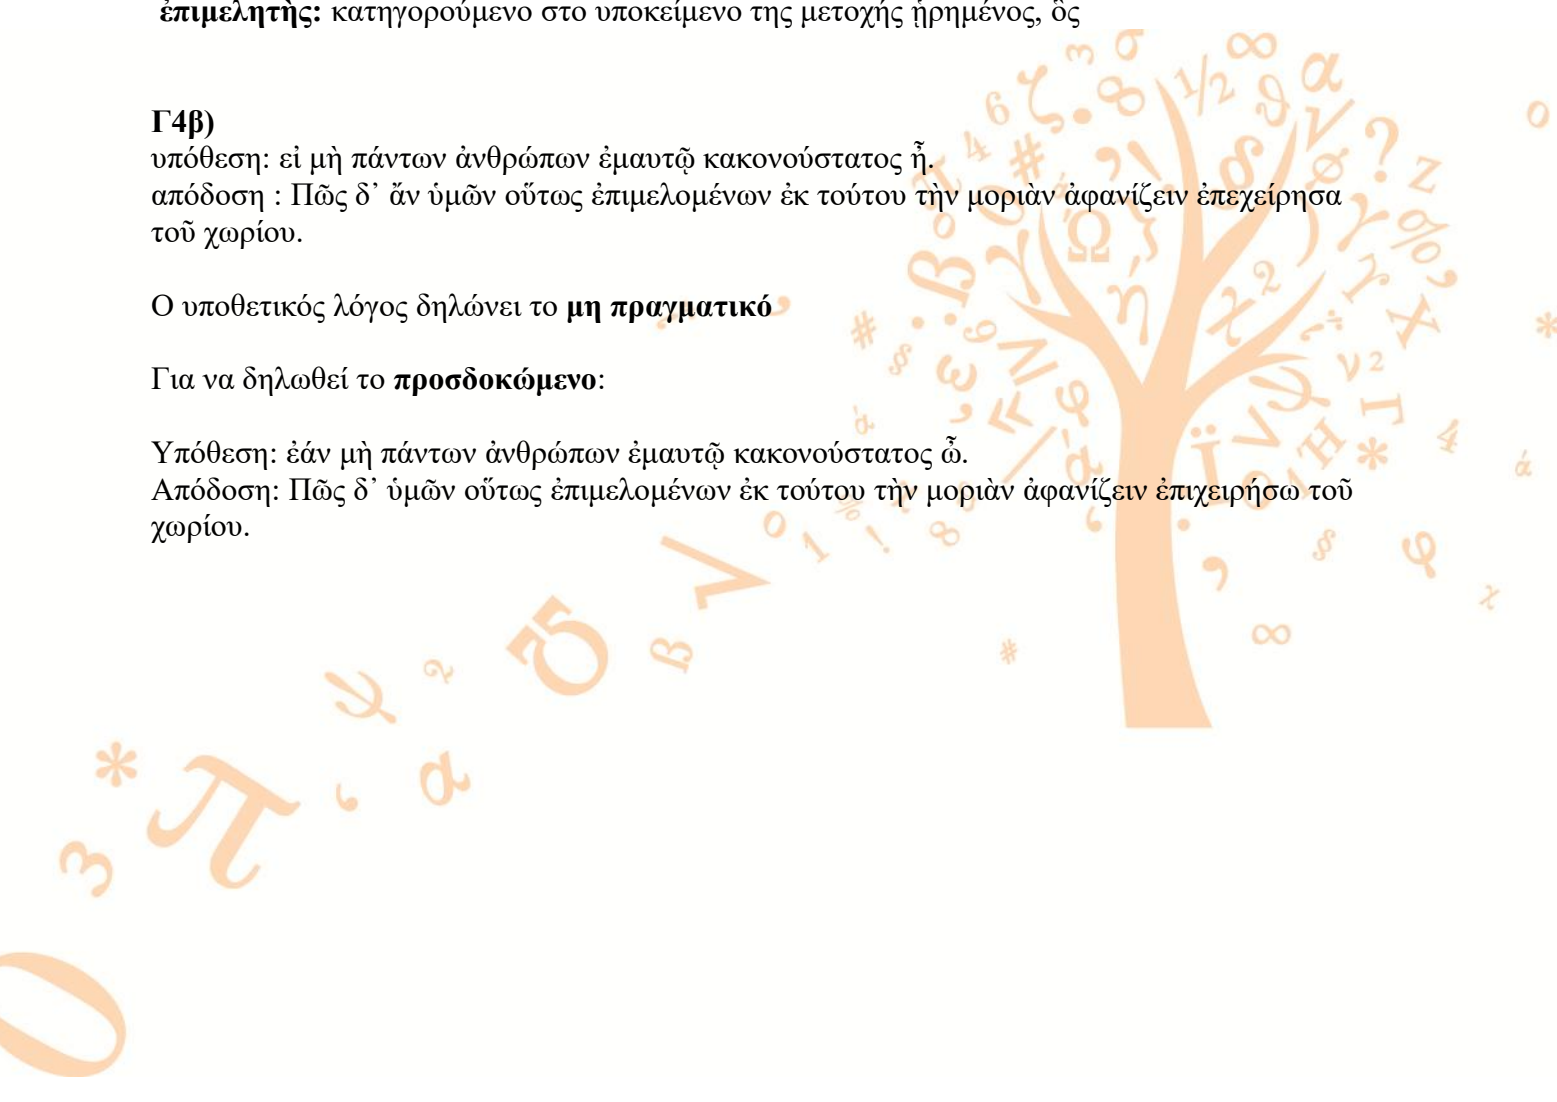 ἐπιμελητὴς: κατηγορούμενο στο υποκείμενο της μετοχής ᾑρημένος, ὃς
Γ4β)
υπόθεση: εἰ μὴ πάντων ἀνθρώπων ἐμαυτῷ κακονούστατος ἦ.
απόδοση : Πῶς δ᾽ ἄν ὑμῶν οὕτως ἐπιμελομένων ἐκ τούτου τὴν μοριὰν ἀφανίζειν ἐπεχείρησα
τοῦ χωρίου.
Ο υποθετικός λόγος δηλώνει το μη πραγματικό
Για να δηλωθεί το προσδοκώμενο:
Υπόθεση: ἐάν μὴ πάντων ἀνθρώπων ἐμαυτῷ κακονούστατος ὦ.
Απόδοση: Πῶς δ᾽ ὑμῶν οὕτως ἐπιμελομένων ἐκ τούτου τὴν μοριὰν ἀφανίζειν ἐπιχειρήσω τοῦ
χωρίου.